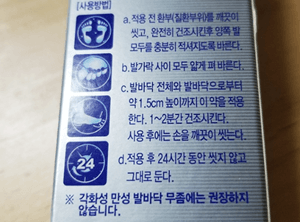 [사용방법]
a. 적용 전 환부(질환부위)를 깨끗이
씻고, 완전히 건조시킨후 양쪽 발
모두를 충분히 적셔지도록 바른다.
b. 발가락 사이 모두 얇게 펴 바른다.
c. 발바닥 전체와 발바닥으로부터
약 1.5cm 높이까지 이 약을 적용
한다. 1~2분간 건조시킨다.
사용 후에는 손을 깨끗이 씻는다.
24
d. 적용 후 24시간 동안 씻지 않고
그대로 둔다.
※ 각화성 만성 발바닥 무좀에는 권장하지
않습니다.